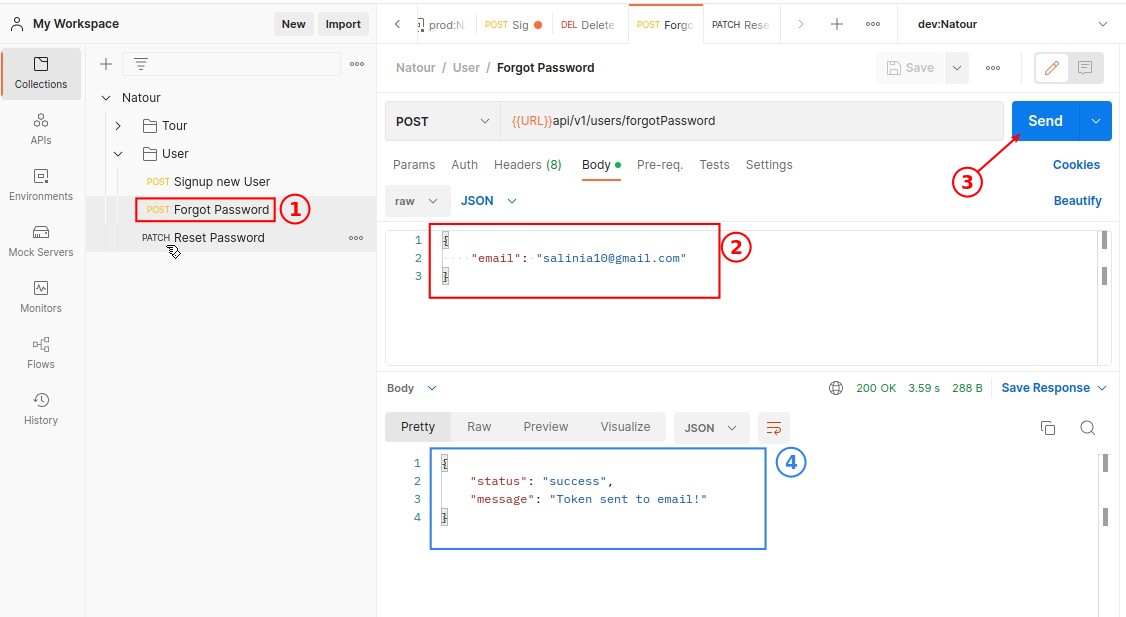 My Workspace
New
Import
prod:N
POST Sig
DEL Delete
POST Forgo
PATCH Rese
dev:Natour
Collections
APIs
Environments
Mock Servers
Monitors
Flows
History
Natour
Tour
User
POST Signup new User
POST Forgot Password
1
PATCH Reset Password
Natour / User / Forgot Password
Save
POST
{{URL}}api/v1/users/forgotPassword
Send
3
Params Auth Headers (8) Body Pre-req. Tests Settings
Cookies
raw
JSON
Beautify
1 {
2 "email": "salinia10@gmail.com"
3 }
2
Body
200 OK 3.59 s 288 B
Save Response
Pretty Raw Preview Visualize
JSON
1 {
2 "status": "success",
3 "message": "Token sent to email!"
4 }
4